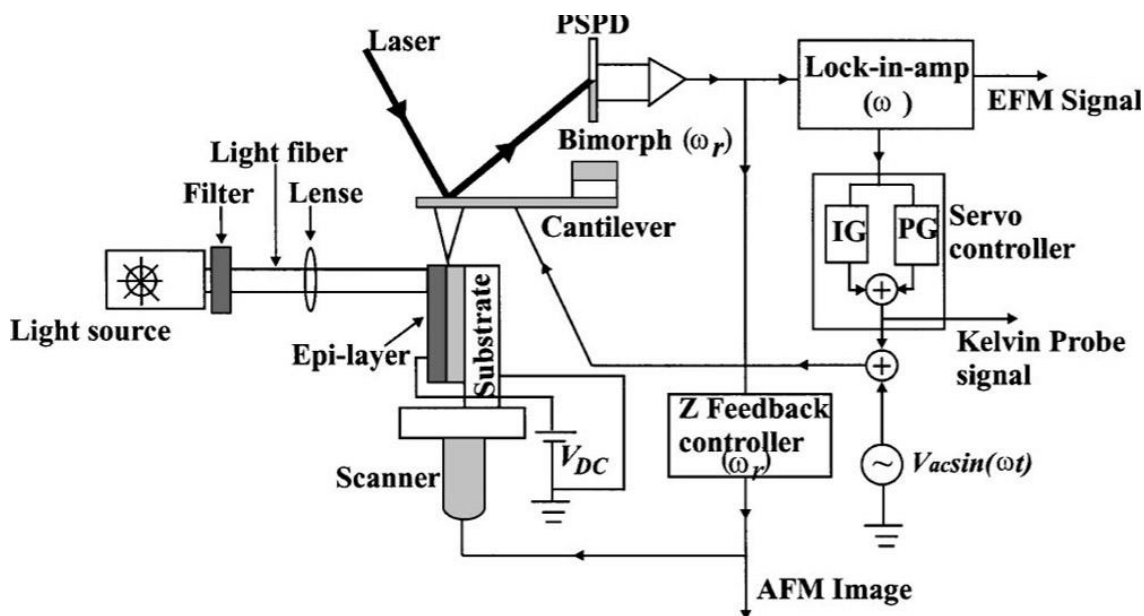 PSPD
Laser
Lock-in-amp
(ω )
EFM Signal
Bimorph (ωr)
Light fiber
Filter
Lense
Cantilever
IG
PG
Servo
controller
Light source
Epi-layer
Substrate
Kelvin Probe
signal
Z Feedback
controller
(ωr)
VDC
Vacsin(ωt)
Scanner
AFM Image